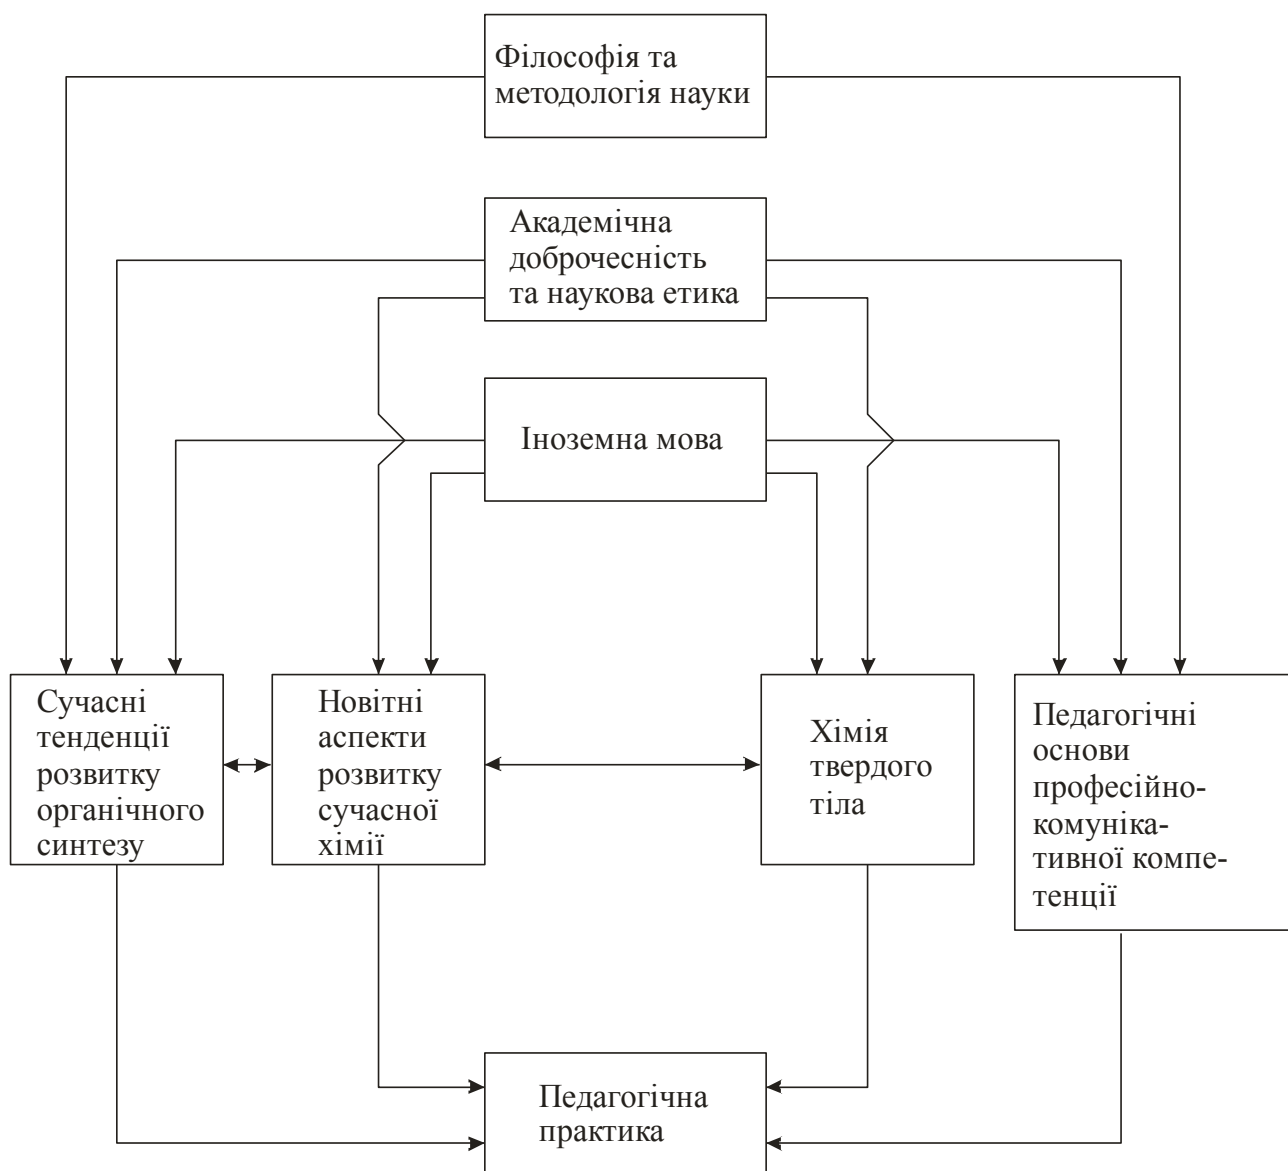 Філософія та
методологія науки
Академічна
доброчесність
та наукова етика
Іноземна мова
Сучасні
тенденції
розвитку
органічного
синтезу
Новітні
аспекти
розвитку
сучасної
хімії
Хімія
твердого
тіла
Педагогічні
основи
професійно-
комуніка-
тивної компе-
тенції
Педагогічна
практика